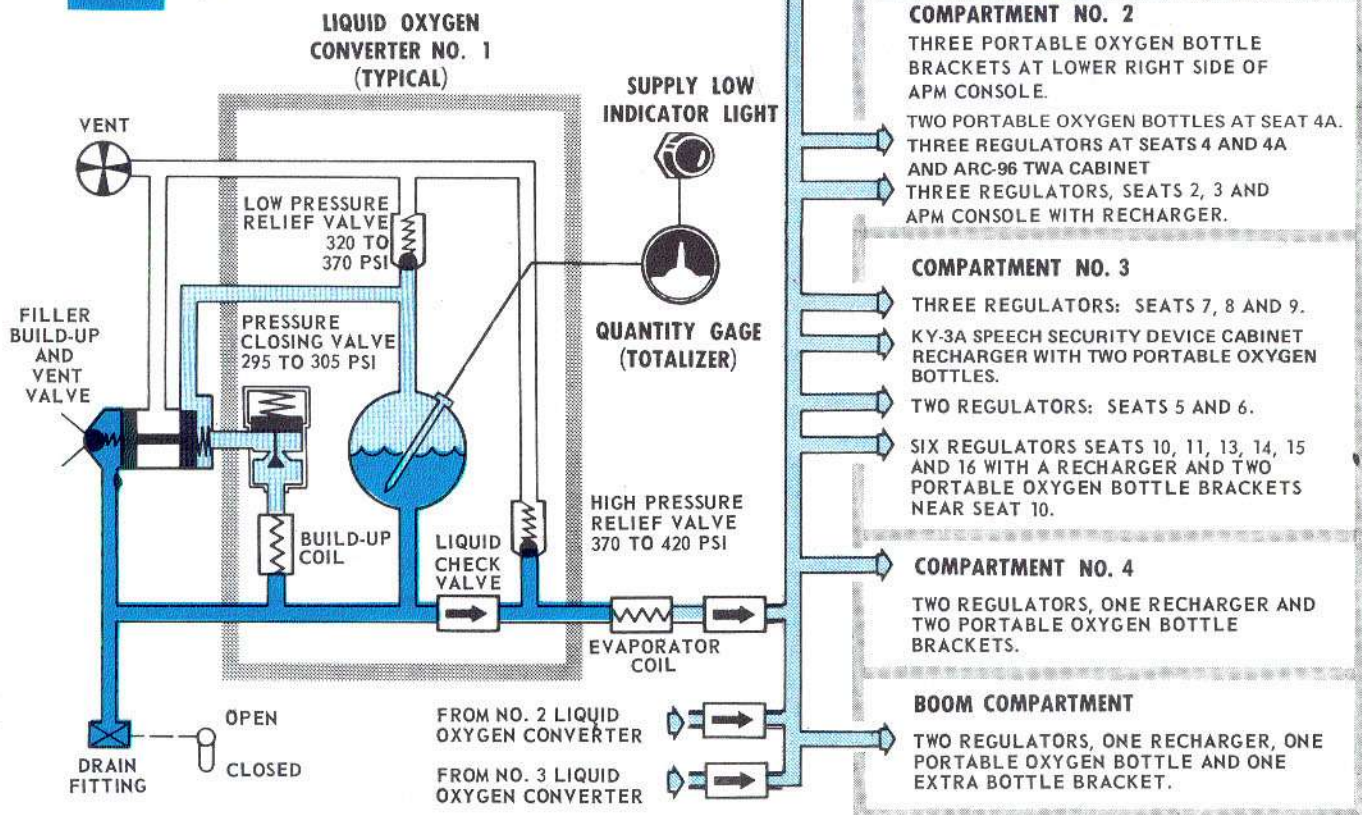 LIQUID OXYGEN
CONVERTER NO. 1
(TYPICAL)
VENT
SUPPLY LOW
INDICATOR LIGHT
LOW PRESSURE
RELIEF VALVE
320 TO
370 PSI
FILLER
BUILD-UP
AND
VENT
VALVE
PRESSURE
CLOSING VALVE
295 TO 305 PSI
QUANTITY GAGE
(TOTALIZER)
BUILD-UP
COIL
LIQUID
CHECK
VALVE
HIGH PRESSURE
RELIEF VALVE
370 TO 420 PSI
EVAPORATOR
COIL
OPEN
CLOSED
DRAIN
FITTING
FROM NO. 2 LIQUID
OXYGEN CONVERTER
FROM NO. 3 LIQUID
OXYGEN CONVERTER
COMPARTMENT NO. 2
THREE PORTABLE OXYGEN BOTTLE
BRACKETS AT LOWER RIGHT SIDE OF
APM CONSOLE.
TWO PORTABLE OXYGEN BOTTLES AT SEAT 4A.
THREE REGULATORS AT SEATS 4 AND 4A
AND ARC-96 TWA CABINET
THREE REGULATORS, SEATS 2, 3 AND
APM CONSOLE WITH RECHARGER.
COMPARTMENT NO. 3
THREE REGULATORS: SEATS 7, 8 AND 9.
KY-3A SPEECH SECURITY DEVICE CABINET
RECHARGER WITH TWO PORTABLE OXYGEN
BOTTLES.
TWO REGULATORS: SEATS 5 AND 6.
SIX REGULATORS SEATS 10, 11, 13, 14, 15
AND 16 WITH A RECHARGER AND TWO
PORTABLE OXYGEN BOTTLE BRACKETS
NEAR SEAT 10.
COMPARTMENT NO. 4
TWO REGULATORS, ONE RECHARGER AND
TWO PORTABLE OXYGEN BOTTLE
BRACKETS.
BOOM COMPARTMENT
TWO REGULATORS, ONE RECHARGER, ONE
PORTABLE OXYGEN BOTTLE AND ONE
EXTRA BOTTLE BRACKET.